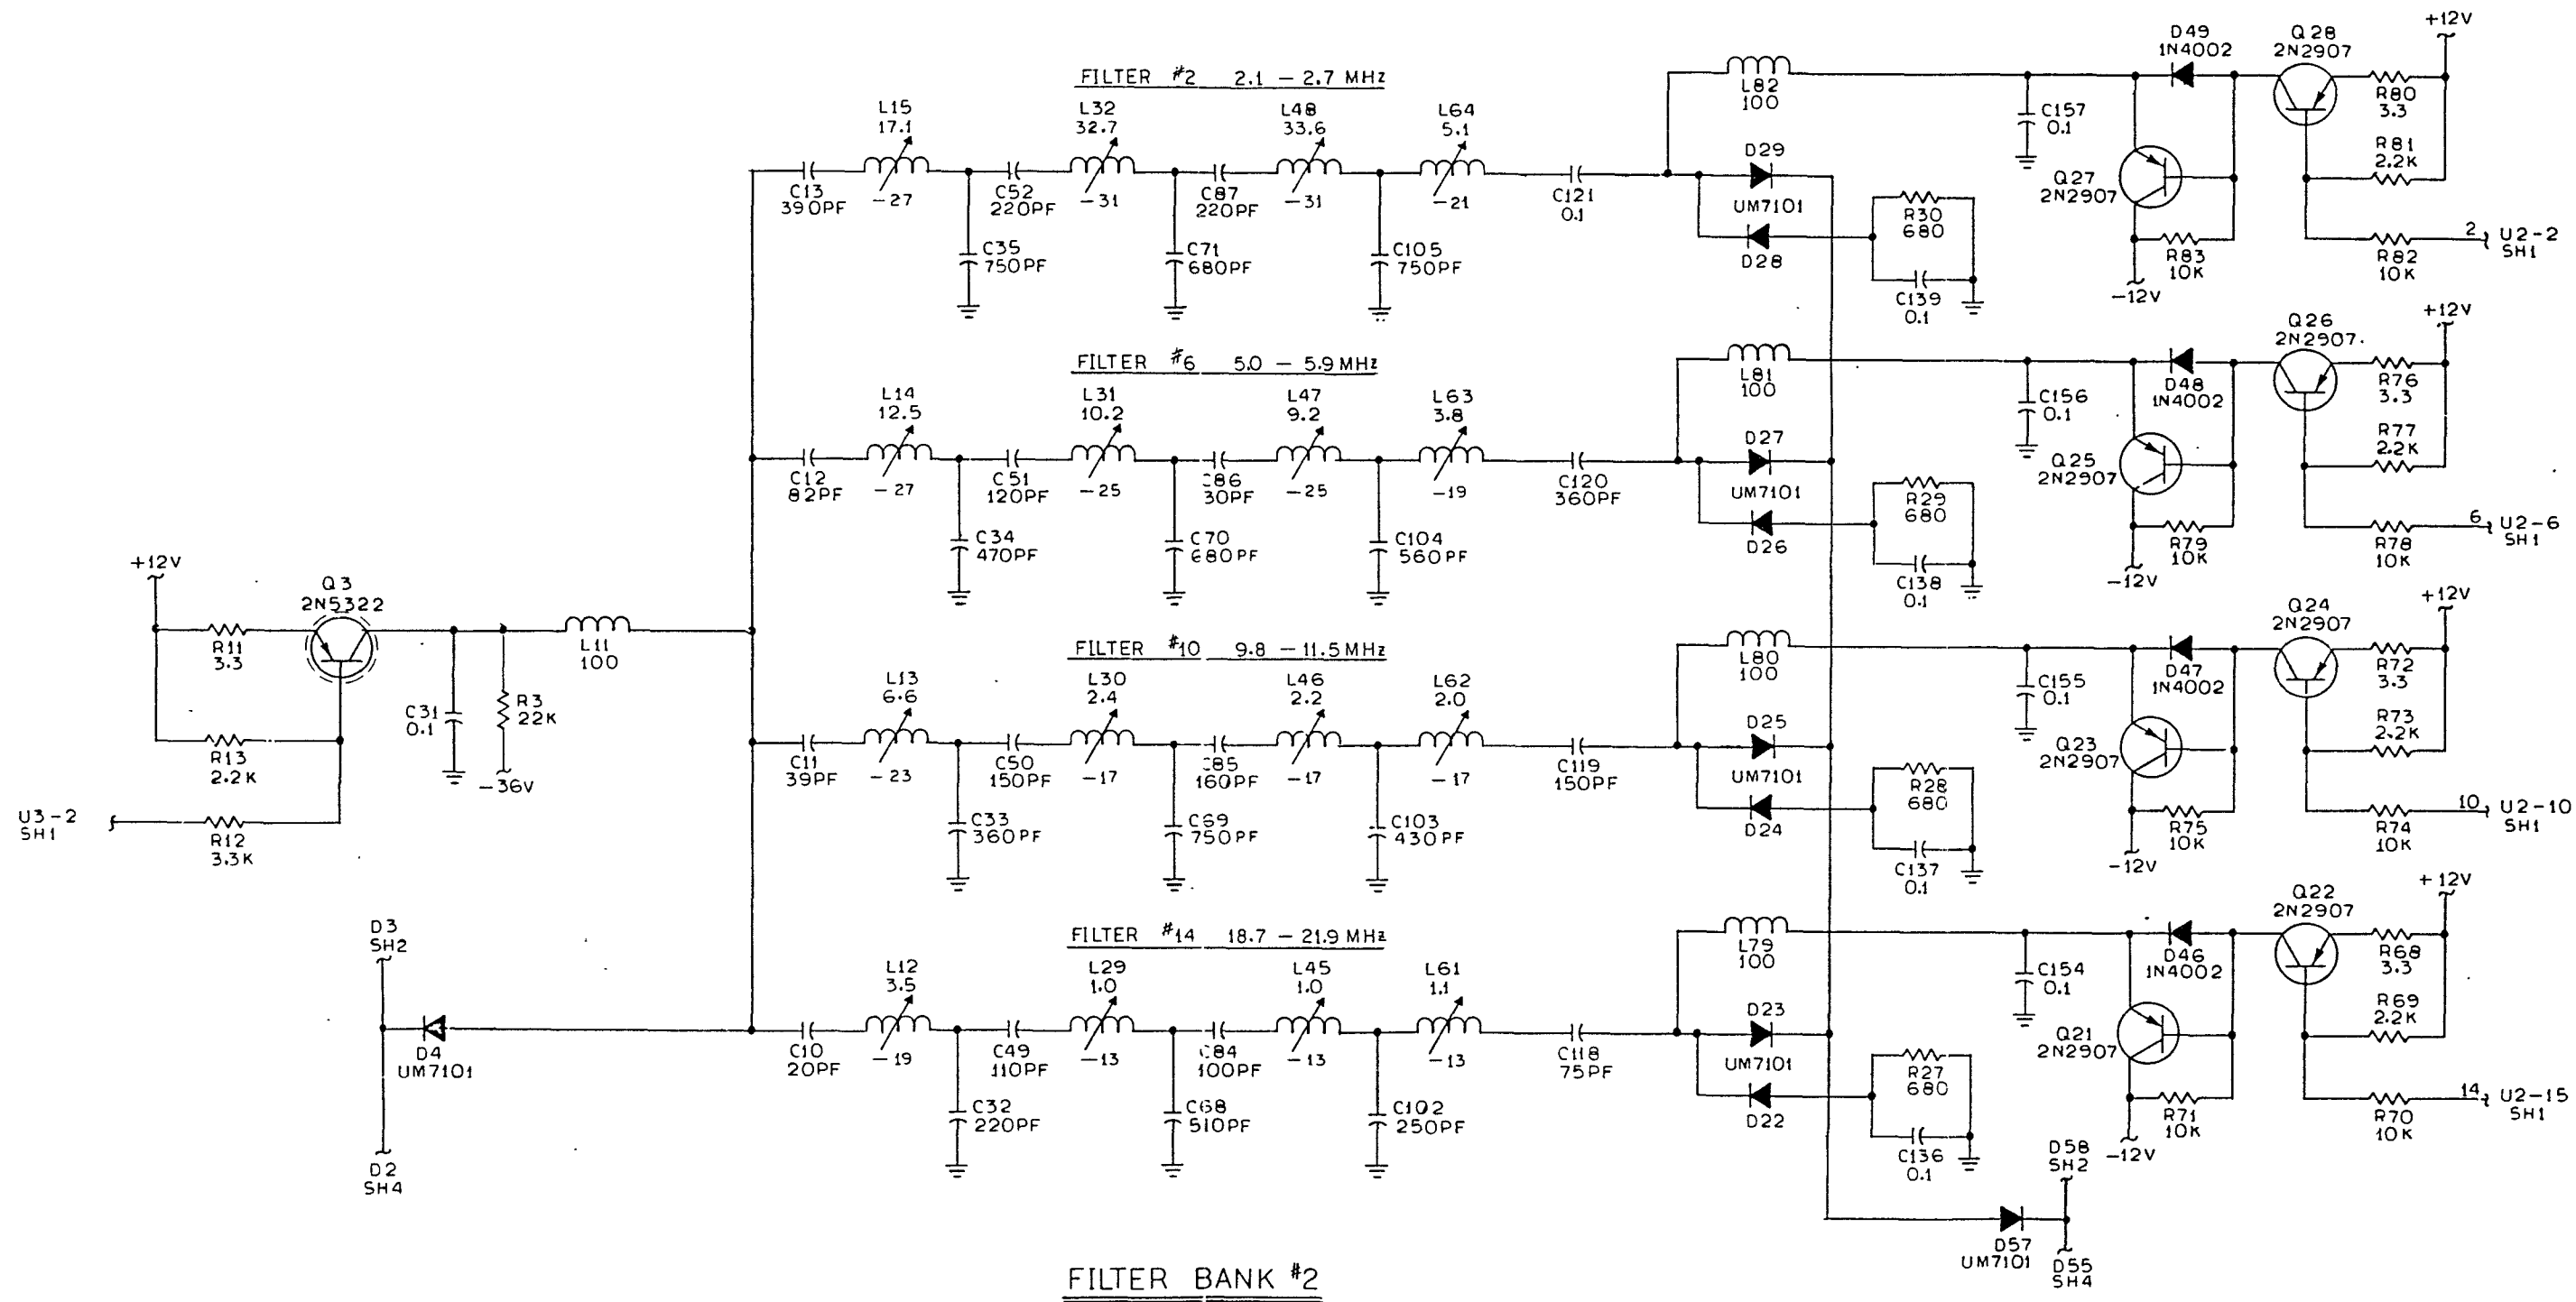 FILTER #2 2.1 - 2.7 MHz
L15
17.1
-27
C13
390PF
C35
750PF
C52
220PF
L32
32.7
-31
C71
680PF
C87
220PF
L48
33.6
-31
C105
750PF
L64
5.1
-21
C121
0.1
L82
100
D29
UM7101
D28
R30
680
C139
0.1
C157
0.1
D49
1N4002
Q27
2N2907
R83
10K
-12V
Q28
2N2907
+12V
R80
3.3
R81
2.2K
R82
10K
2 U2-2
SH1
FILTER #6 5.0 - 5.9 MHz
L14
12.5
-27
C12
82PF
C34
470PF
C51
120PF
L31
10.2
-25
C70
680PF
C86
30PF
L47
9.2
-25
C104
560PF
L63
3.8
-19
C120
360PF
L81
100
D27
UM7101
D26
R29
680
C138
0.1
C156
0.1
D48
1N4002
Q25
2N2907
R79
10K
-12V
Q26
2N2907.
+12V
R76
3.3
R77
2.2K
R78
10K
6 U2-6
SH1
+12V
Q3
2N5322
R11
3.3
R13
2.2K
U3-2
SH1
R12
3.3K
C31
0.1
R3
22K
-36V
L11
100
FILTER #10 9.8 - 11.5 MHz
L13
6.6
-23
C11
39PF
C33
360PF
C50
150PF
L30
2.4
-17
C69
750PF
C85
160PF
L46
2.2
-17
C103
430PF
L62
2.0
-17
C119
150PF
L80
100
D25
UM7101
D24
R28
680
C137
0.1
C155
0.1
D47
1N4002
Q23
2N2907
R75
10K
-12V
Q24
2N2907
+12V
R72
3.3
R73
2.2K
R74
10K
10 U2-10
SH1
FILTER #14 18.7 - 21.9 MHz
D3
SH2
D4
UM7101
D2
SH4
L12
3.5
-19
C10
20PF
C32
220PF
C49
110PF
L29
1.0
-13
C68
510PF
C84
100PF
L45
1.0
-13
C102
250PF
L61
1.1
-13
C118
75PF
L79
100
D23
UM7101
D22
R27
680
C136
0.1
C154
0.1
D46
1N4002
Q21
2N2907
R71
10K
-12V
Q22
2N2907
+12V
R68
3.3
R69
2.2K
R70
10K
14 U2-15
SH1
D58
SH2
D57
UM7101
D55
SH4
FILTER BANK #2